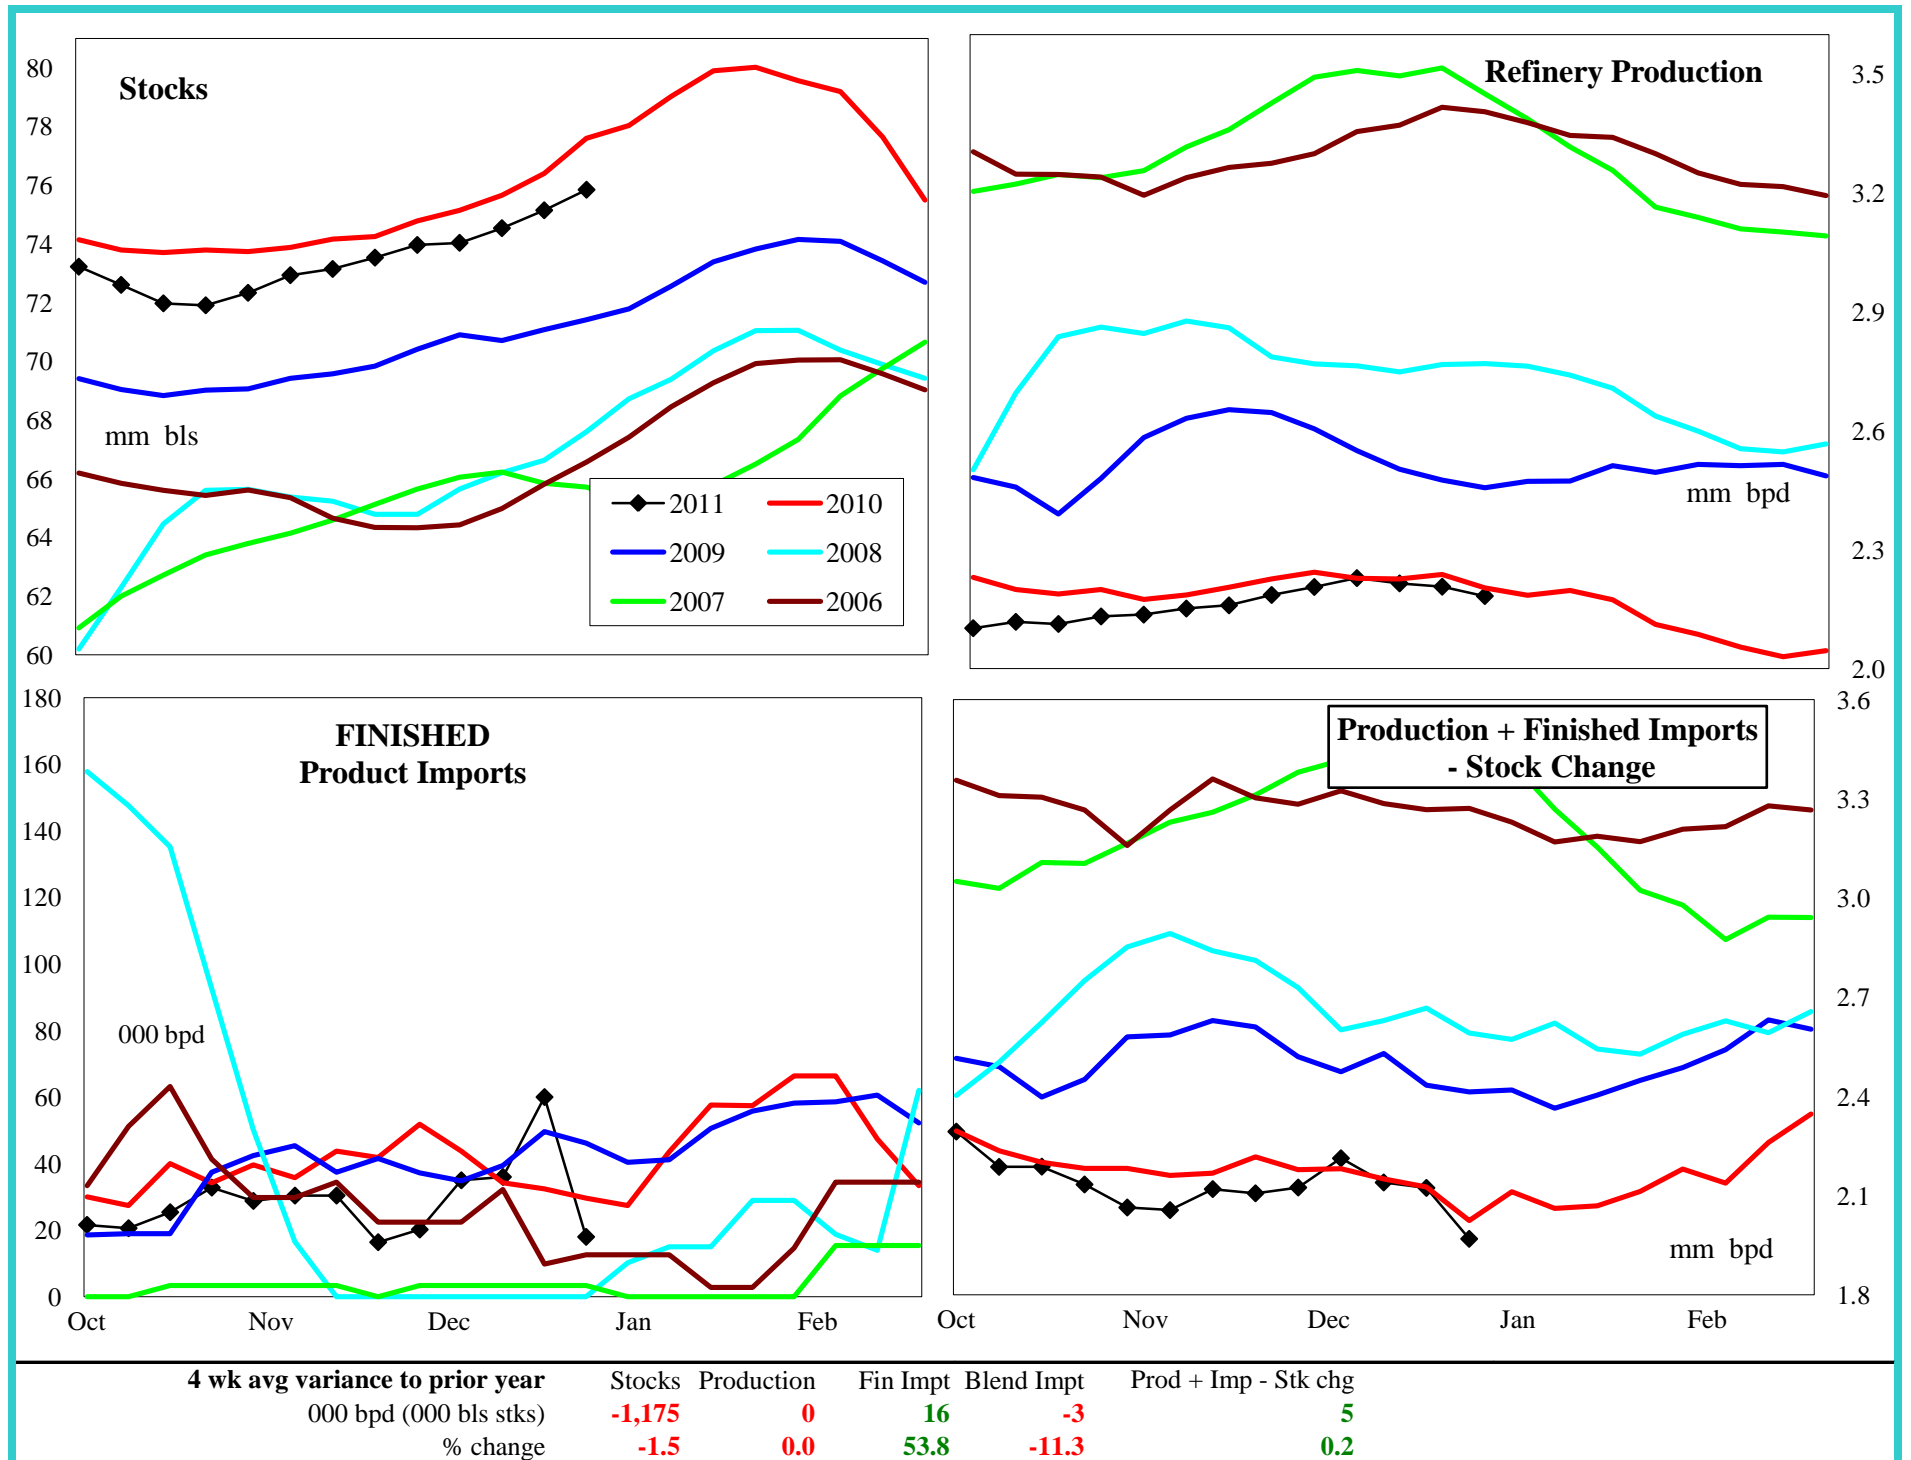 Stocks
80
78
76
74
72
70
68
66
64
62
60
mm bls
2011
2010
2009
2008
2007
2006
Refinery Production
3.5
3.2
2.9
2.6
2.3
2.0
mm bpd
FINISHED
Product Imports
180
160
140
120
100
80
60
40
20
0
000 bpd
Oct Nov Dec Jan Feb
Production + Finished Imports
- Stock Change
3.6
3.3
3.0
2.7
2.4
2.1
1.8
mm bpd
Oct Nov Dec Jan Feb
4 wk avg variance to prior year Stocks Production Fin Impt Blend Impt Prod + Imp - Stk chg
000 bpd (000 bls stks) -1,175 0 16 -3 5
% change -1.5 0.0 53.8 -11.3 0.2